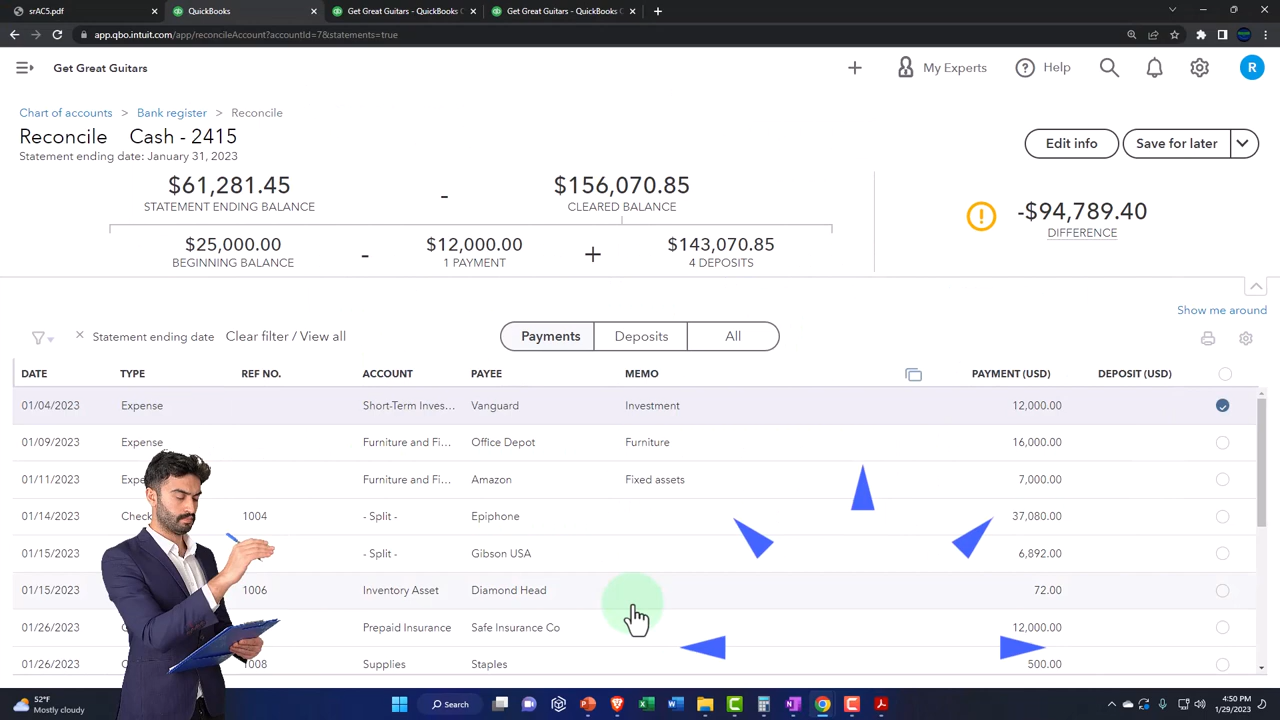 srAC5.pdf
QuickBooks
Get Great Guitars - QuickBooks C
Get Great Guitars - QuickBooks C
app.qbo.intuit.com/app/reconcileAccount?accountId=7&statements=true
Get Great Guitars
My Experts
Help
R
Chart of accounts > Bank register > Reconcile
Reconcile Cash - 2415
Statement ending date: January 31, 2023
Edit info
Save for later
$61,281.45
STATEMENT ENDING BALANCE
-
$156,070.85
CLEARED BALANCE
-$94,789.40
DIFFERENCE
$25,000.00
BEGINNING BALANCE
-
$12,000.00
1 PAYMENT
+
$143,070.85
4 DEPOSITS
Show me around
Statement ending date
Clear filter / View all
Payments Deposits All
DATE TYPE REF NO. ACCOUNT PAYEE MEMO PAYMENT (USD) DEPOSIT (USD)
01/04/2023 Expense Short-Term Inves... Vanguard Investment 12,000.00
01/09/2023 Expense Furniture and Fi... Office Depot Furniture 16,000.00
01/11/2023 Furniture and Fi... Amazon Fixed assets 7,000.00
01/14/2023 1004 - Split - Epiphone 37,080.00
01/15/2023 - Split - Gibson USA 6,892.00
01/15/2023 1006 Inventory Asset Diamond Head 72.00
01/26/2023 Prepaid Insurance Safe Insurance Co 12,000.00
01/26/2023 1008 Supplies Staples 500.00
52°F
Mostly cloudy
Search
4:50 PM
1/29/2023